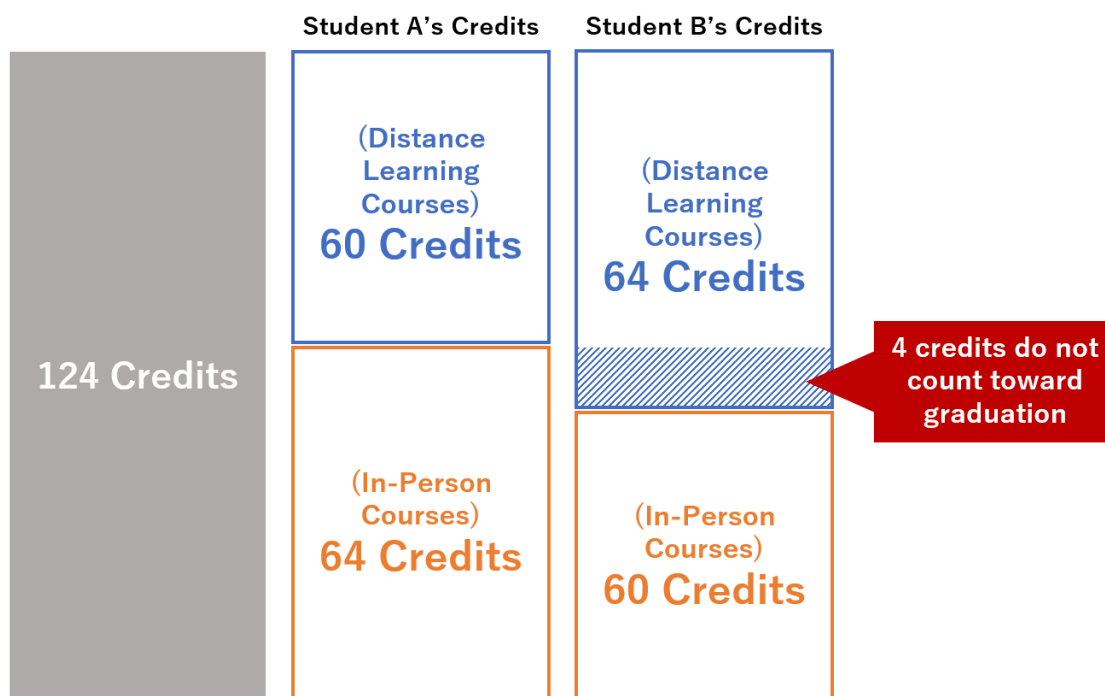 Student A’s Credits
Student B’s Credits
124 Credits
(Distance
Learning
Courses)
60 Credits
(In-Person
Courses)
64 Credits
(Distance
Learning
Courses)
64 Credits
(In-Person
Courses)
60 Credits
4 credits do not
count toward
graduation